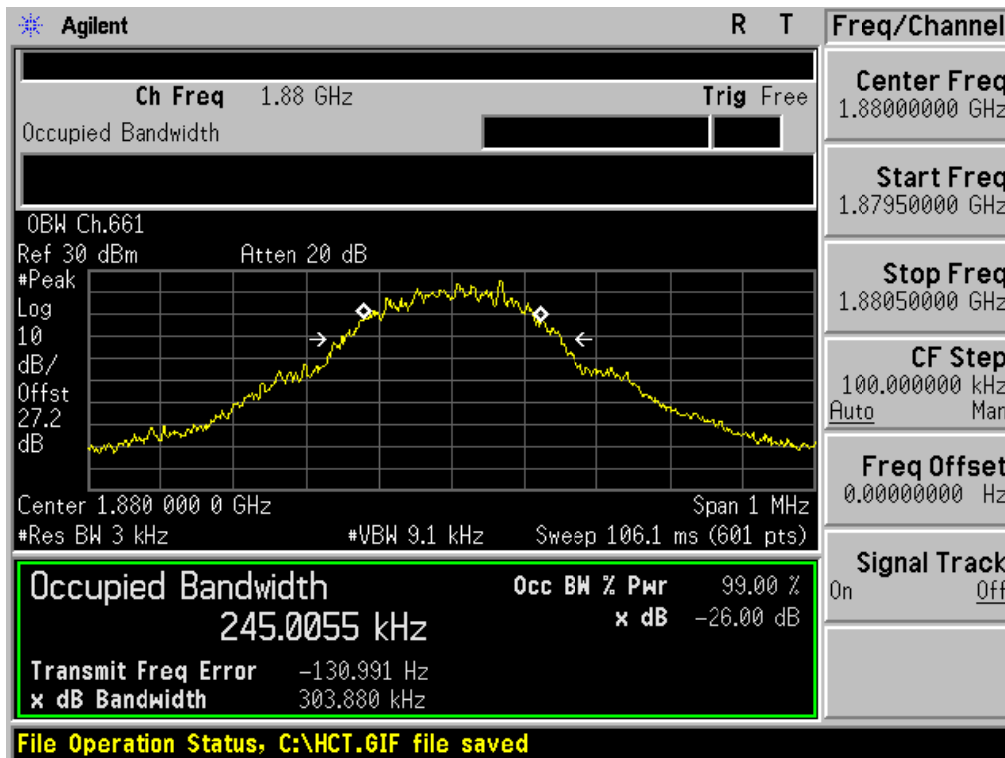 Agilent R T Freq/Channel
Ch Freq 1.88 GHz Trig Free
Occupied Bandwidth
Center Freq
1.88000000 GHz
Start Freq
1.87950000 GHz
Stop Freq
1.88050000 GHz
CF Step
100.000000 kHz
Auto Man
Freq Offset
0.00000000 Hz
Signal Track
On Off
OBW Ch.661
Ref 30 dBm Atten 20 dB
#Peak
Log
10
dB/
Offst
27.2
dB
Center 1.880 000 0 GHz Span 1 MHz
#Res BW 3 kHz #VBW 9.1 kHz Sweep 106.1 ms (601 pts)
Occupied Bandwidth Occ BW % Pwr 99.00 %
245.0055 kHz x dB -26.00 dB
Transmit Freq Error -130.991 Hz
x dB Bandwidth 303.880 kHz
File Operation Status, C:\HCT.GIF file saved